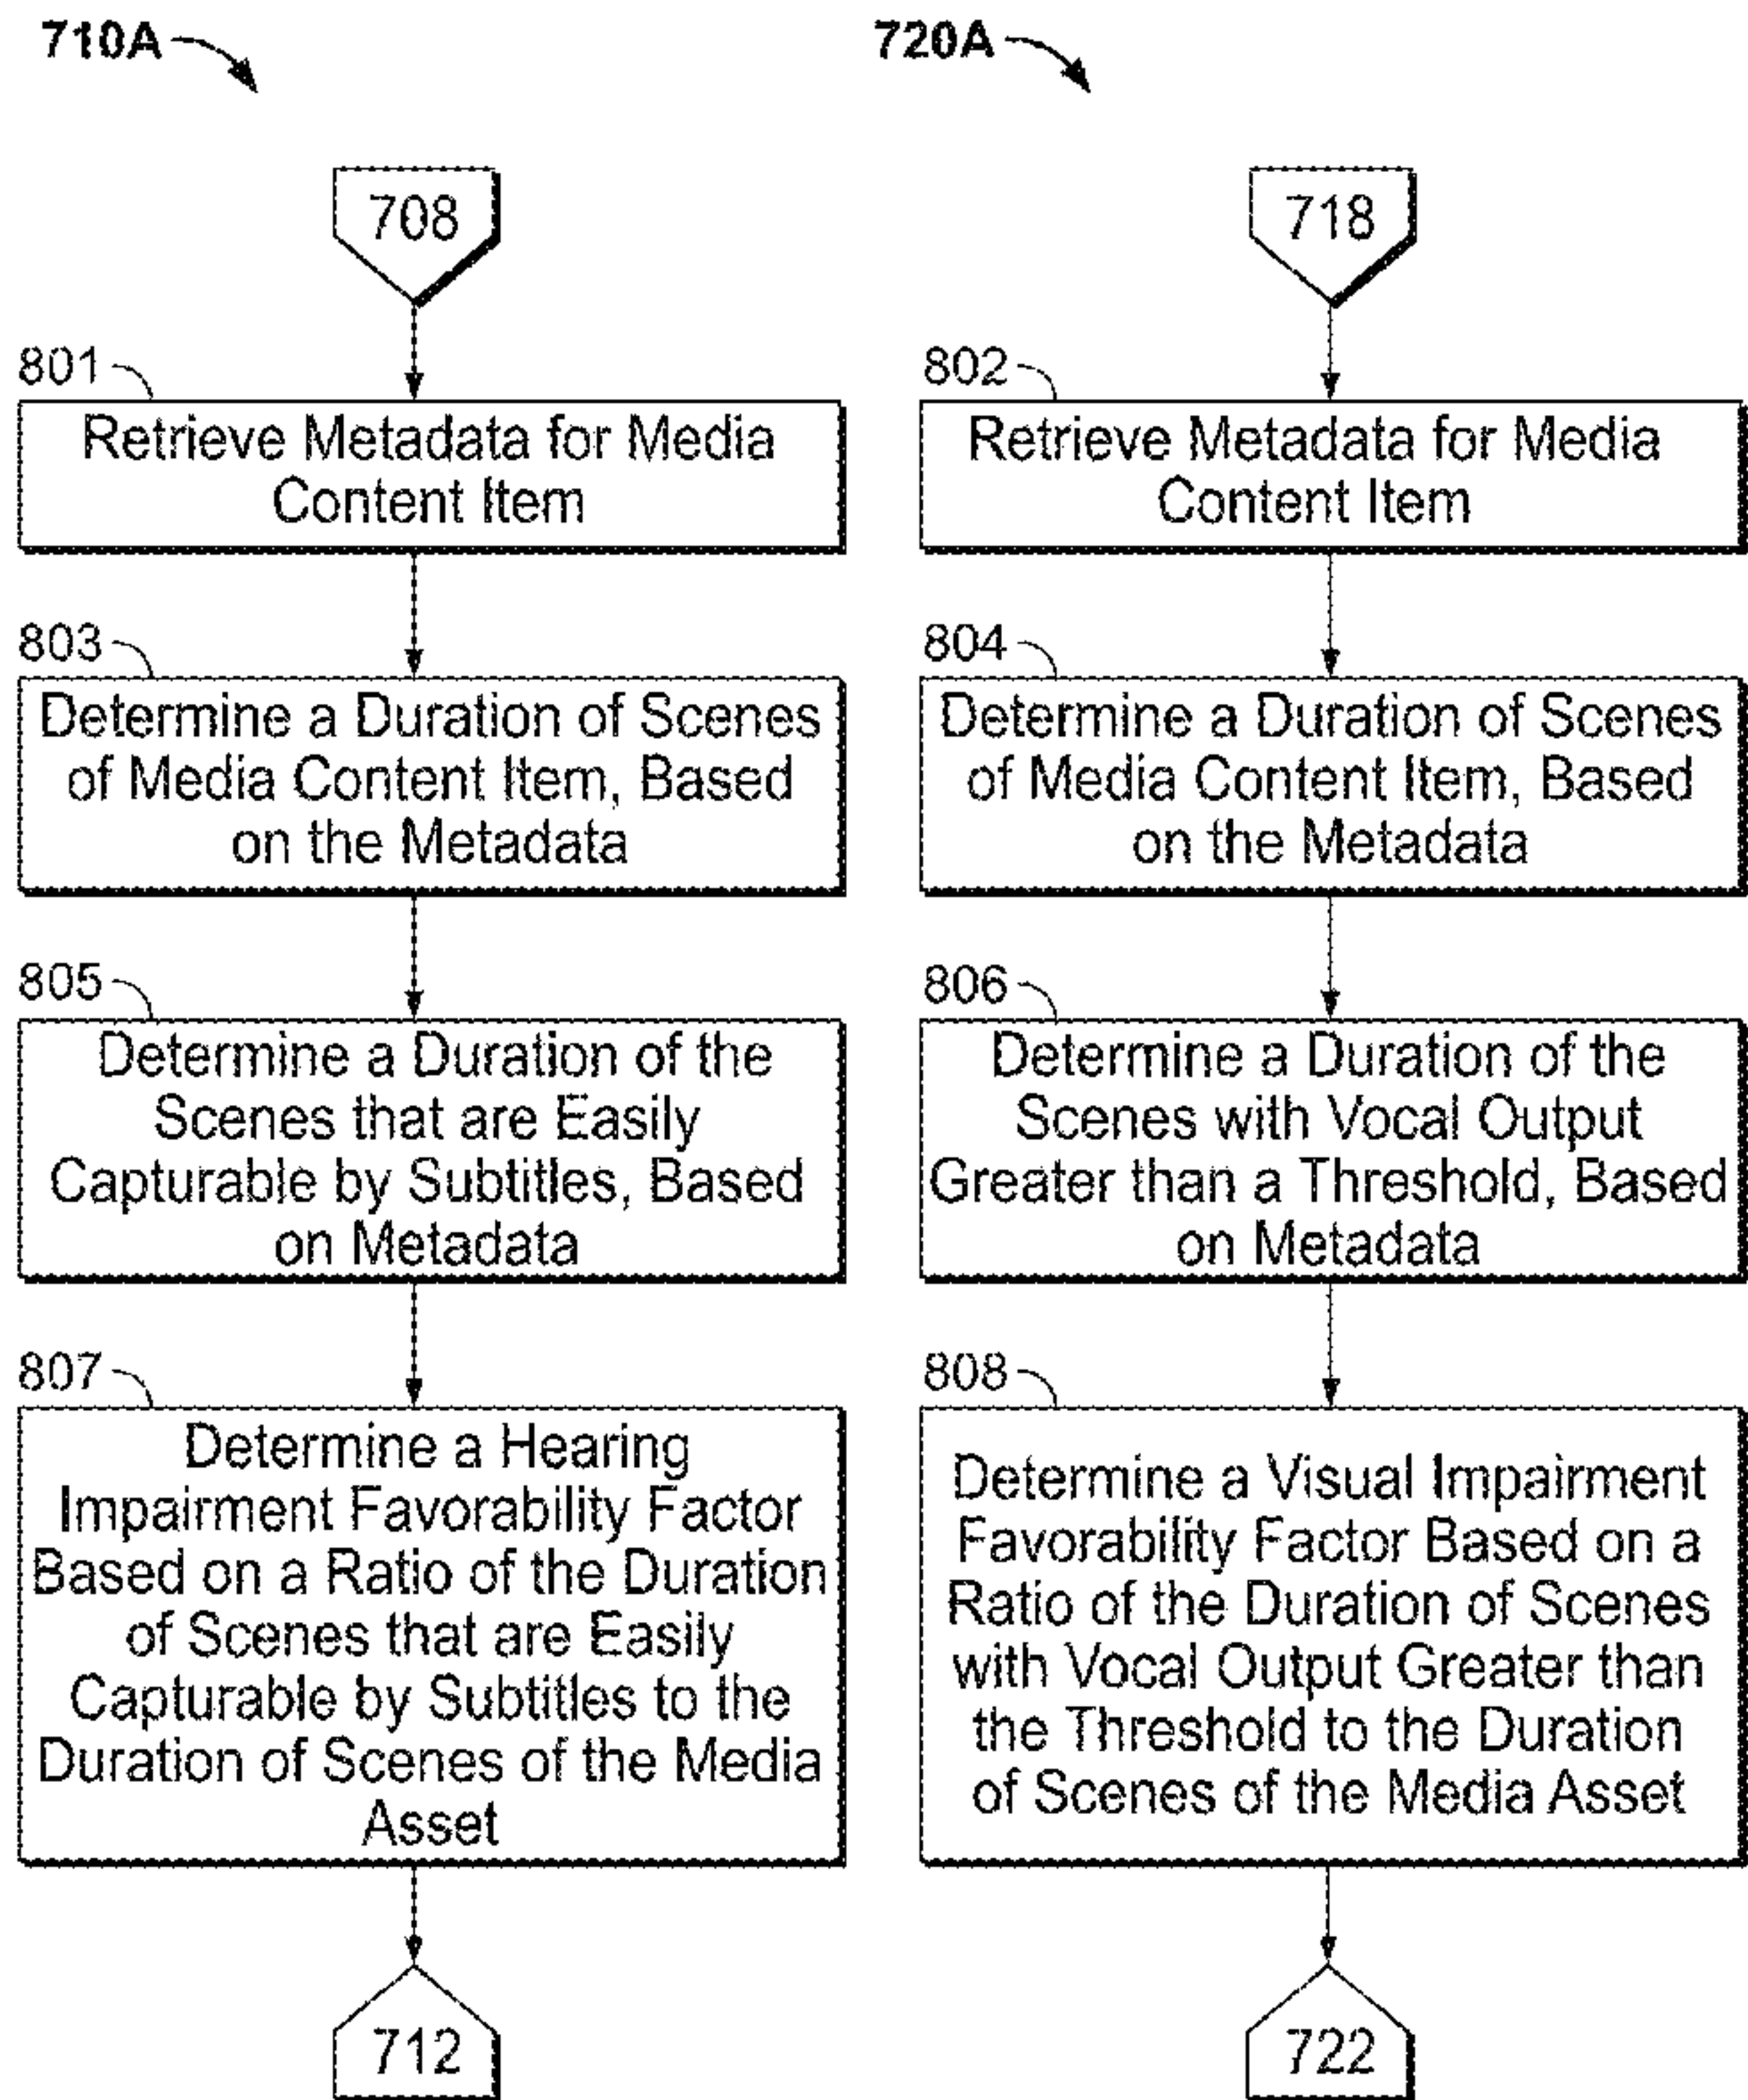 710A
708
801
Retrieve Metadata for Media
Content Item
803
Determine a Duration of Scenes
of Media Content Item, Based
on the Metadata
805
Determine a Duration of the
Scenes that are Easily
Capturable by Subtitles, Based
on Metadata
807
Determine a Hearing
Impairment Favorability Factor
Based on a Ratio of the Duration
of Scenes that are Easily
Capturable by Subtitles to the
Duration of Scenes of the Media
Asset
712
720A
718
802
Retrieve Metadata for Media
Content Item
804
Determine a Duration of Scenes
of Media Content Item, Based
on the Metadata
806
Determine a Duration of the
Scenes with Vocal Output
Greater than a Threshold, Based
on Metadata
808
Determine a Visual Impairment
Favorability Factor Based on a
Ratio of the Duration of Scenes
with Vocal Output Greater than
the Threshold to the Duration
of Scenes of the Media Asset
722